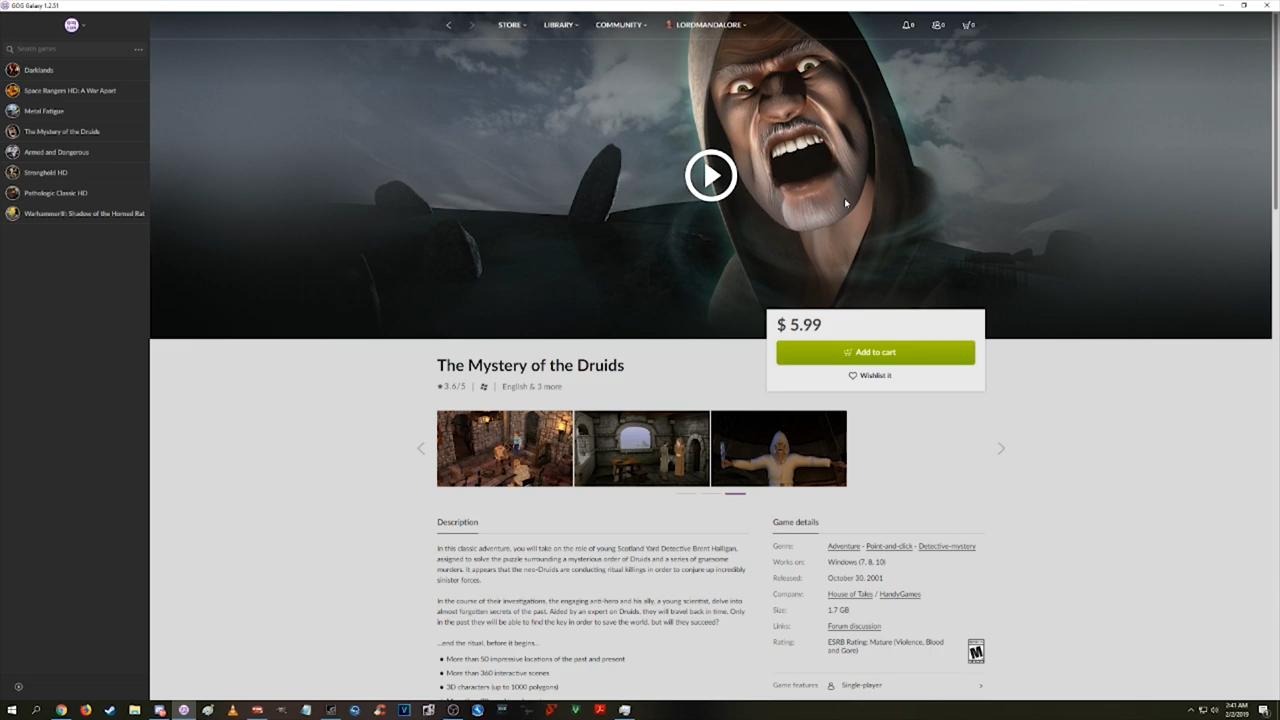 GOG Galaxy 1.2.51
STORE
LIBRARY
COMMUNITY
LORDMANDALORE
0
0
0
Search games
Darklands
Space Rangers HD: A War Apart
Metal Fatigue
The Mystery of the Druids
Armed and Dangerous
Stronghold HD
Pathologic Classic HD
Warhammer®: Shadow of the Horned Rat
$ 5.99
Add to cart
Wishlist it
The Mystery of the Druids
3.6/5 | | English & 3 more
Description
In this classic adventure, you will take on the role of young Scotland Yard Detective Brent Halligan,
assigned to solve the puzzle surrounding a mysterious order of Druids and a series of gruesome
murders. It appears that the neo-Druids are conducting ritual killings in order to conjure up incredibly
sinister forces.
In the course of their investigations, the engaging anti-hero and his ally, a young scientist, delve into
almost forgotten secrets of the past. Aided by an expert on Druids, they will travel back in time. Only
in the past they will be able to find the key in order to save the world, but will they succeed?
...end the ritual, before it begins...
• More than 50 impressive locations of the past and present
• More than 360 interactive scenes
• 3D characters (up to 1000 polygons)
Game details
Genre: Adventure - Point-and-click - Detective-mystery
Works on: Windows (7, 8, 10)
Released: October 30, 2001
Company: House of Tales / HandyGames
Size: 1.7 GB
Links: Forum discussion
Rating: ESRB Rating: Mature (Violence, Blood
and Gore)
M
Game features Single-player
2:41 AM
2/2/2019